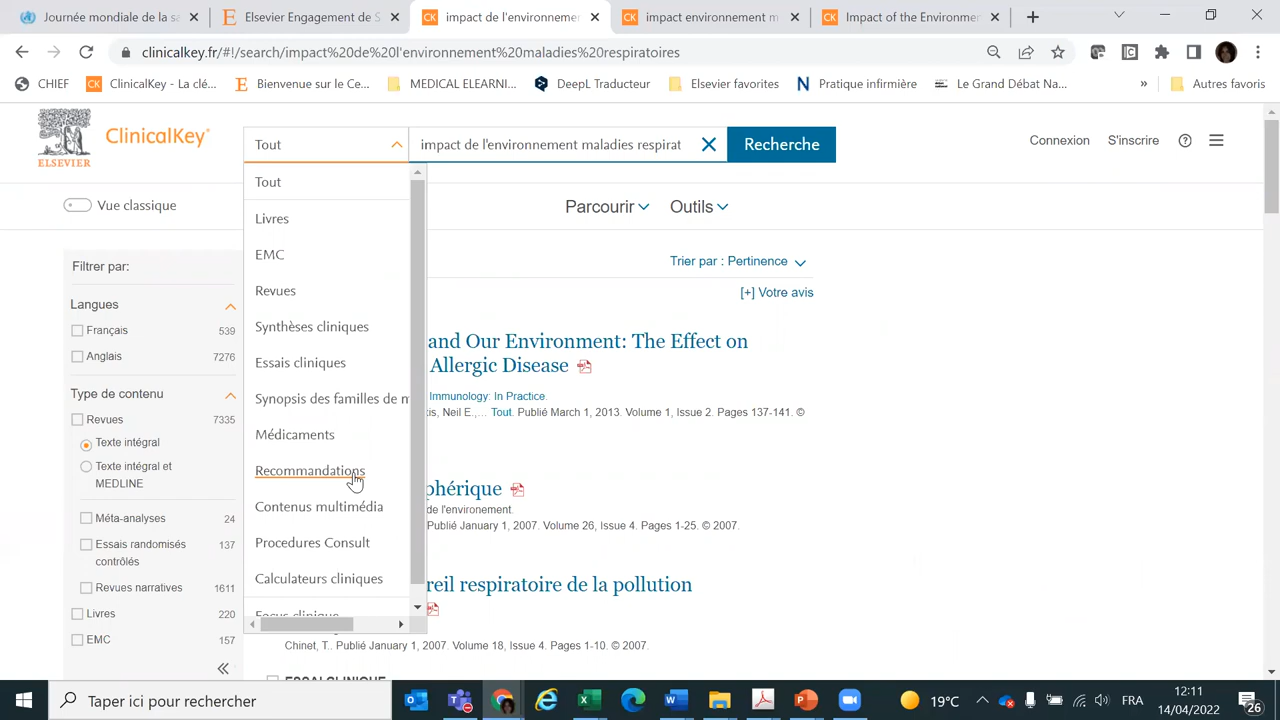 Journée mondiale de la sa
Elsevier Engagement de S
impact de l'environnemen
impact environnement m
Impact of the Environmen
clinicalkey.fr/#!/search/impact%20de%20l'environnement%20maladies%20respiratoires
CHIEF
ClinicalKey - La clé...
Bienvenue sur le Ce...
MEDICAL ELEARNI...
DeepL Traducteur
Elsevier favorites
Pratique infirmière
Le Grand Débat Na...
»
Autres favoris
ELSEVIER
ClinicalKey®
Tout
impact de l'environnement maladies respirat
Recherche
Connexion
S'inscrire
Vue classique
Parcourir
Outils
Tout
Livres
EMC
Revues
Synthèses cliniques
Essais cliniques
Synopsis des familles de m
Médicaments
Recommandations
Contenus multimédia
Procedures Consult
Calculateurs cliniques
Focus clinique
Filtrer par:
Langues
Français 539
Anglais 7276
Type de contenu
Revues 7335
Texte intégral
Texte intégral et
MEDLINE
Méta-analyses 24
Essais randomisés 137
contrôlés
Revues narratives 1611
Livres 220
EMC 157
Trier par : Pertinence
[+] Votre avis
and Our Environment: The Effect on
Allergic Disease
Immunology: In Practice.
kis, Neil E.,... Tout. Publié March 1, 2013. Volume 1, Issue 2. Pages 137-141. ©
phérique
de l'environnement.
Publié January 1, 2007. Volume 26, Issue 4. Pages 1-25. © 2007.
reil respiratoire de la pollution
Chinet, T.. Publié January 1, 2007. Volume 18, Issue 4. Pages 1-10. © 2007.
ESSAI CLINIQUE
Taper ici pour rechercher
19°C
FRA
12:11
14/04/2022
26